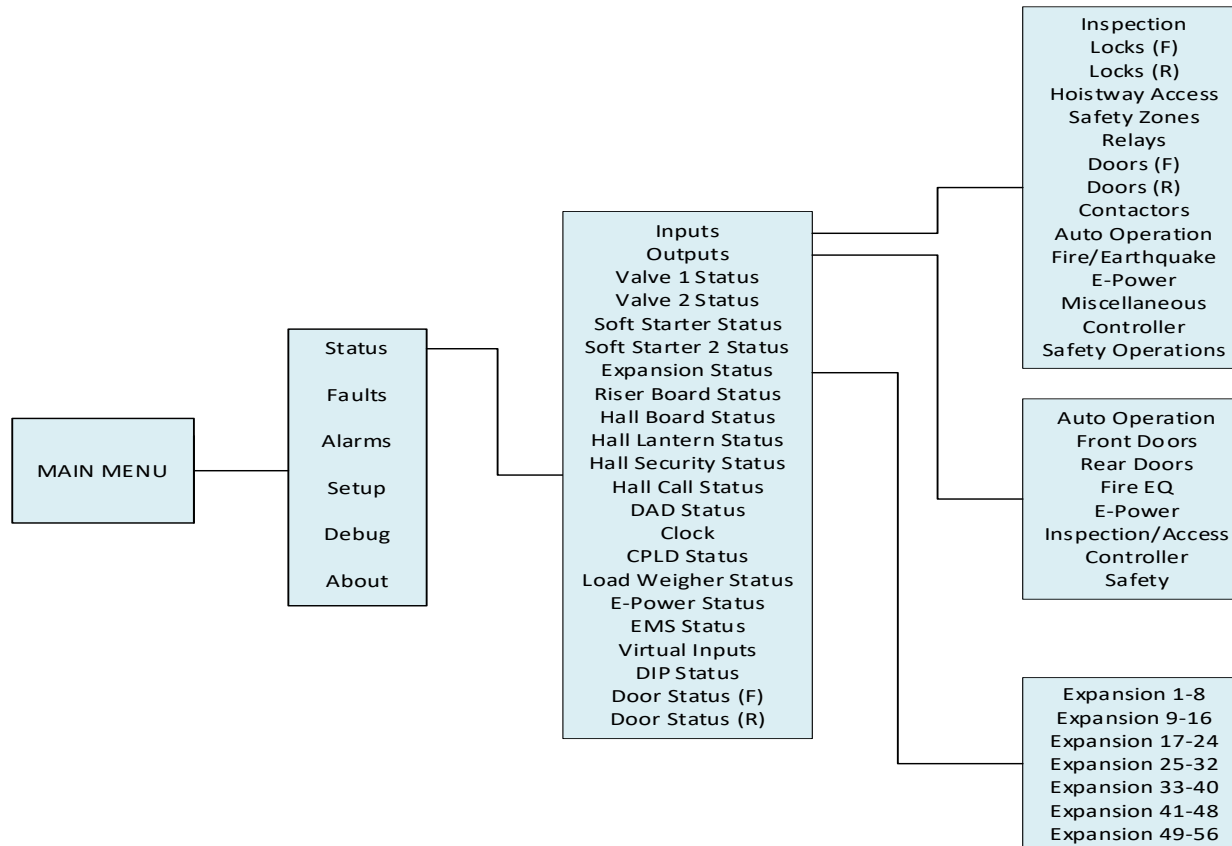 MAIN MENU
Status
Faults
Alarms
Setup
Debug
About
Inputs
Outputs
Valve 1 Status
Valve 2 Status
Soft Starter Status
Soft Starter 2 Status
Expansion Status
Riser Board Status
Hall Board Status
Hall Lantern Status
Hall Security Status
Hall Call Status
DAD Status
Clock
CPLD Status
Load Weigher Status
E-Power Status
EMS Status
Virtual Inputs
DIP Status
Door Status (F)
Door Status (R)
Inspection
Locks (F)
Locks (R)
Hoistway Access
Safety Zones
Relays
Doors (F)
Doors (R)
Contactors
Auto Operation
Fire/Earthquake
E-Power
Miscellaneous
Controller
Safety Operations
Auto Operation
Front Doors
Rear Doors
Fire EQ
E-Power
Inspection/Access
Controller
Safety
Expansion 1-8
Expansion 9-16
Expansion 17-24
Expansion 25-32
Expansion 33-40
Expansion 41-48
Expansion 49-56